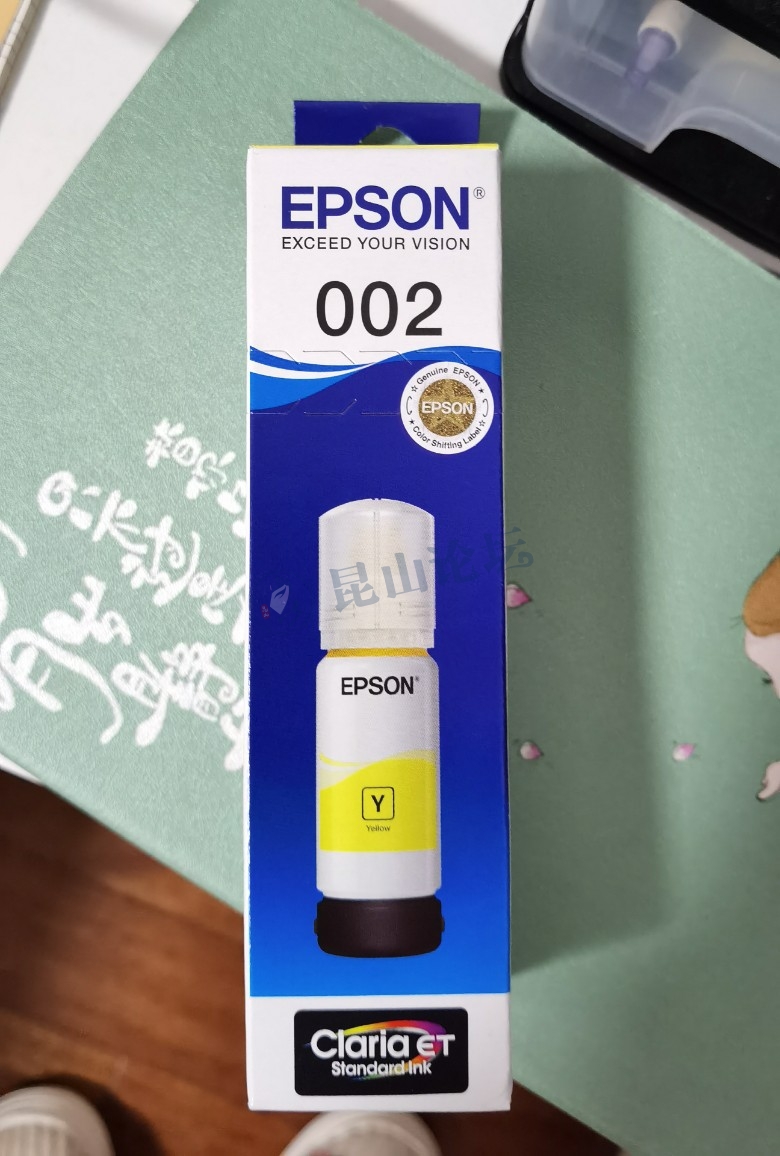 EPSON®
EXCEED YOUR VISION
002
☆ Genuine EPSON ★
EPSON
★ Color Shifting Label ☆
昆山论坛
EPSON®
Y
Yellow
Claria ET
Standard Ink